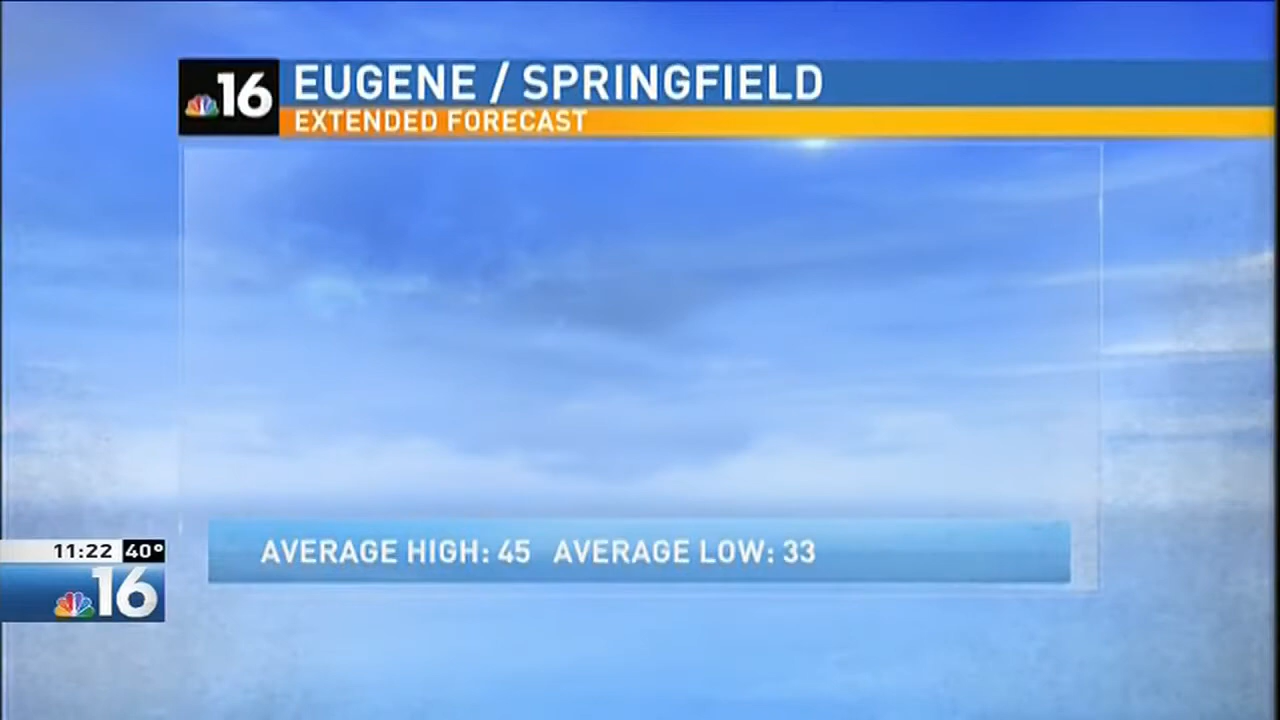 16 EUGENE / SPRINGFIELD
EXTENDED FORECAST
AVERAGE HIGH: 45 AVERAGE LOW: 33
11:22 40°
16